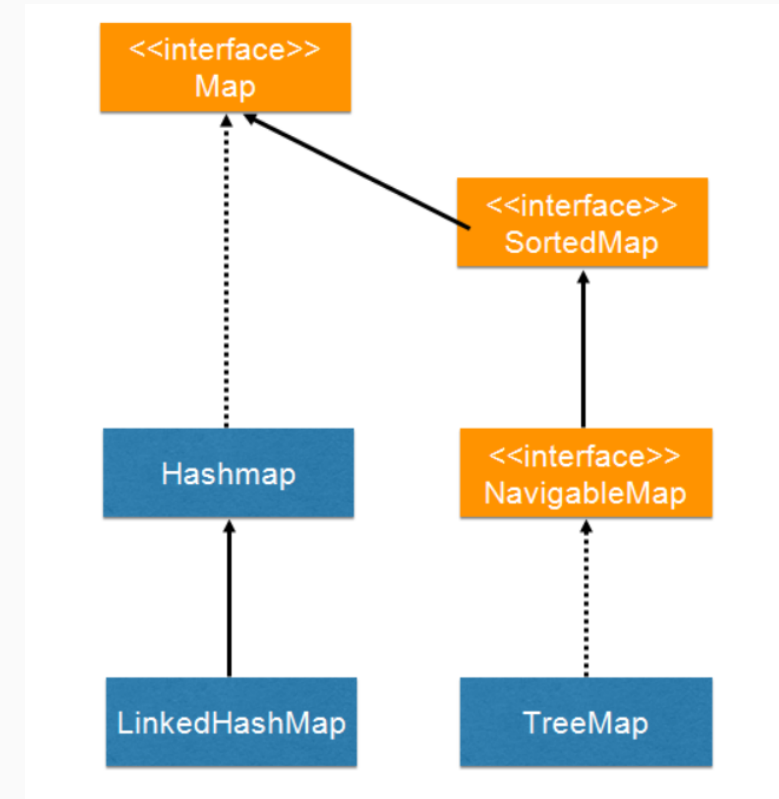 <<interface>>
Map
<<interface>>
SortedMap
Hashmap
<<interface>>
NavigableMap
LinkedHashMap
TreeMap